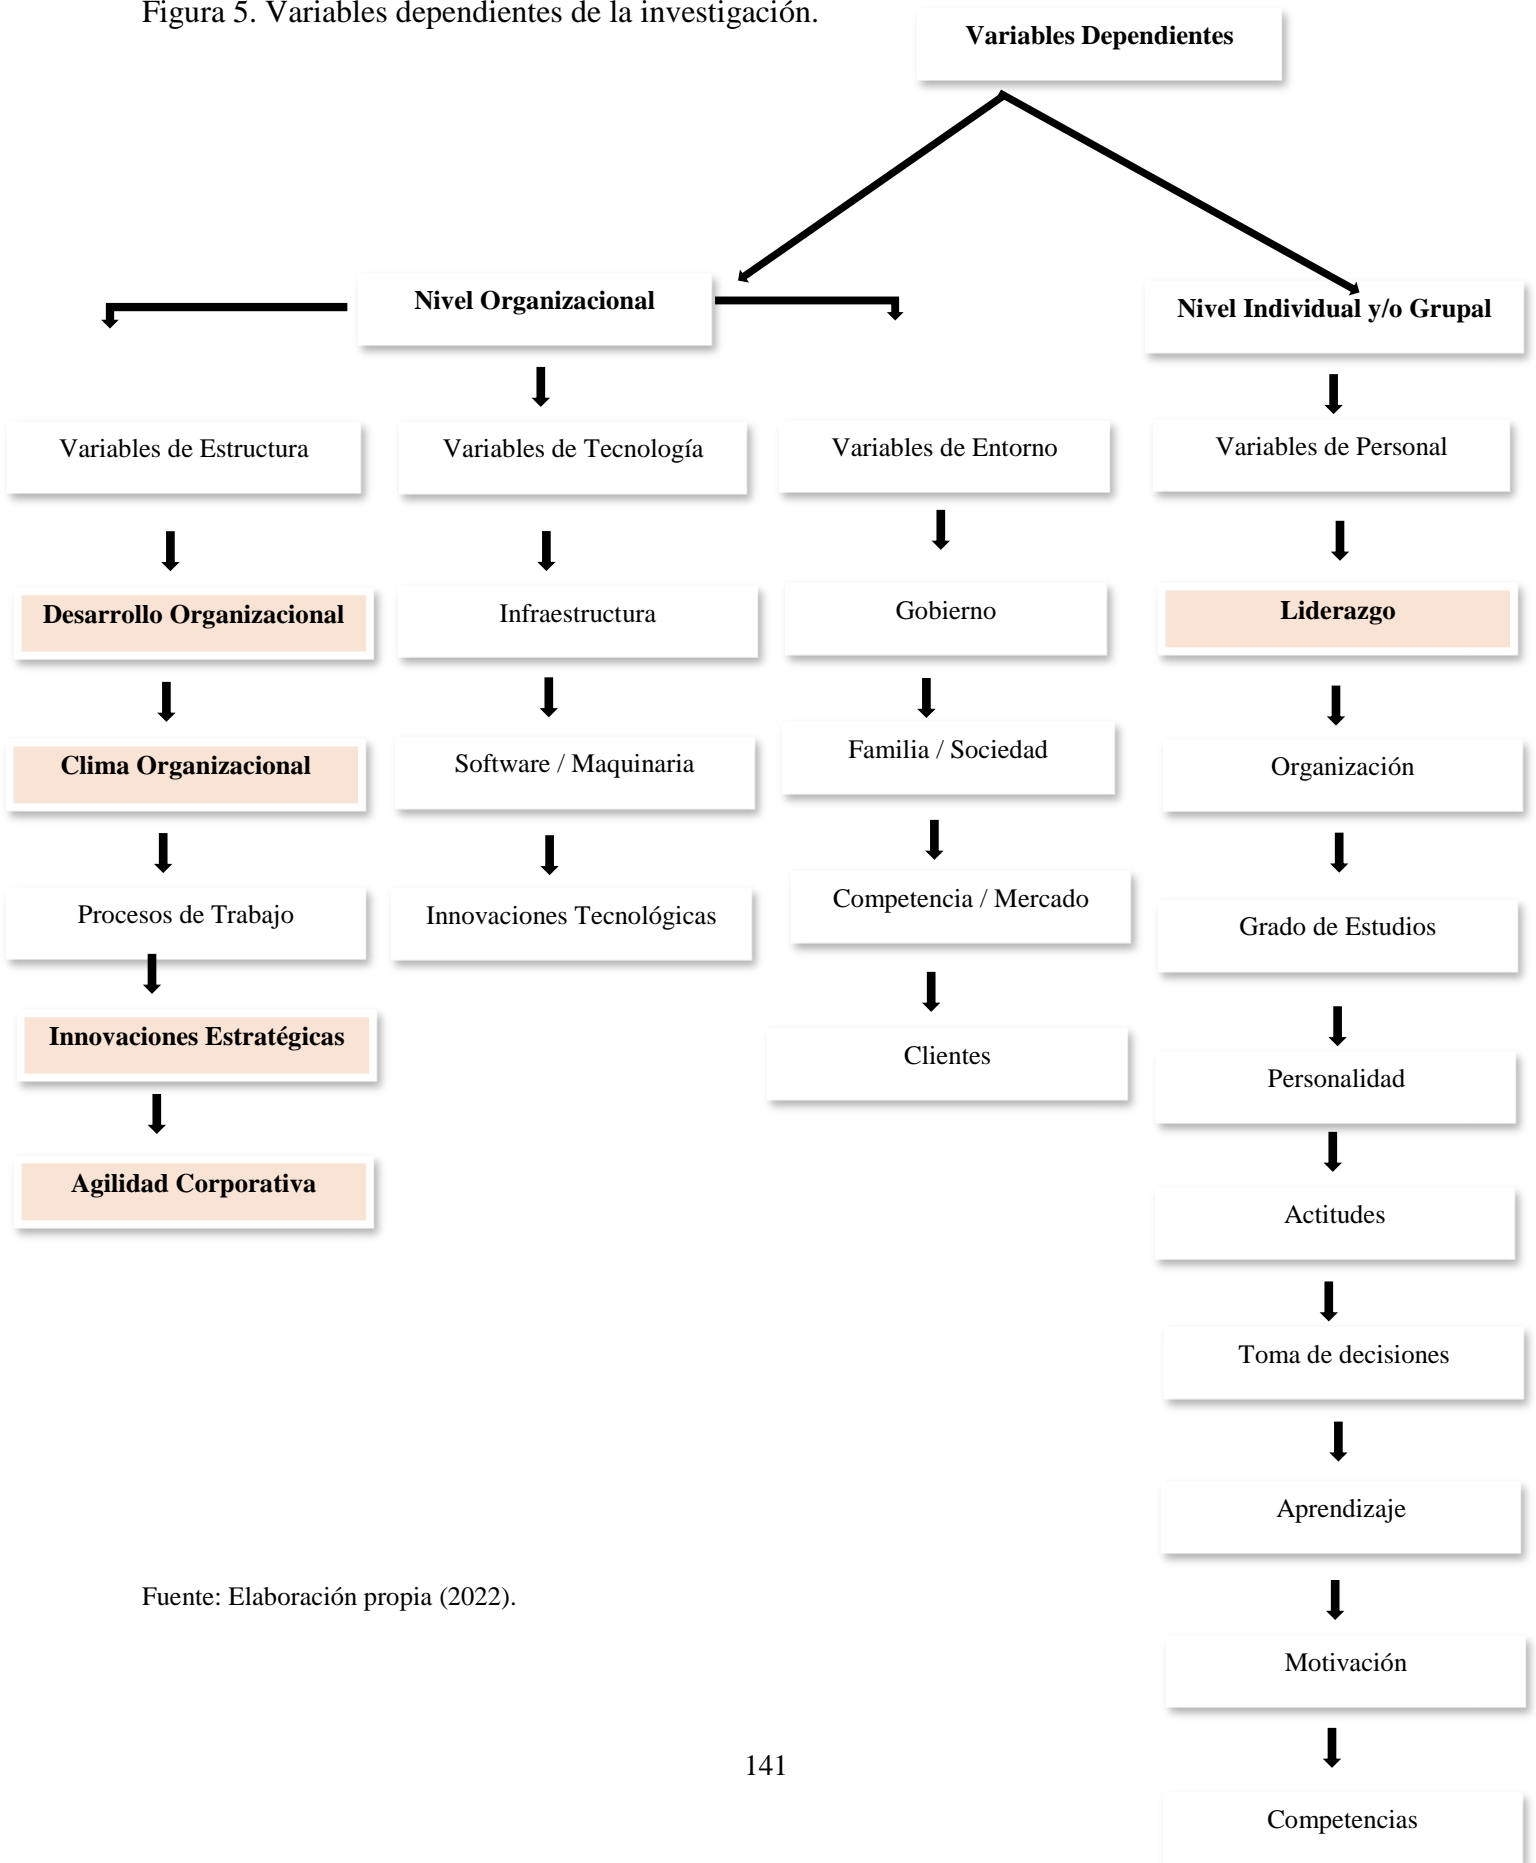 Figura 5. Variables dependientes de la investigación.
Variables Dependientes
Nivel Organizacional
Nivel Individual y/o Grupal
Variables de Estructura
Variables de Tecnología
Variables de Entorno
Variables de Personal
Desarrollo Organizacional
Infraestructura
Gobierno
Liderazgo
Clima Organizacional
Software / Maquinaria
Familia / Sociedad
Organización
Procesos de Trabajo
Innovaciones Tecnológicas
Competencia / Mercado
Grado de Estudios
Innovaciones Estratégicas
Clientes
Personalidad
Agilidad Corporativa
Actitudes
Toma de decisiones
Aprendizaje
Fuente: Elaboración propia (2022).
Motivación
141
Competencias